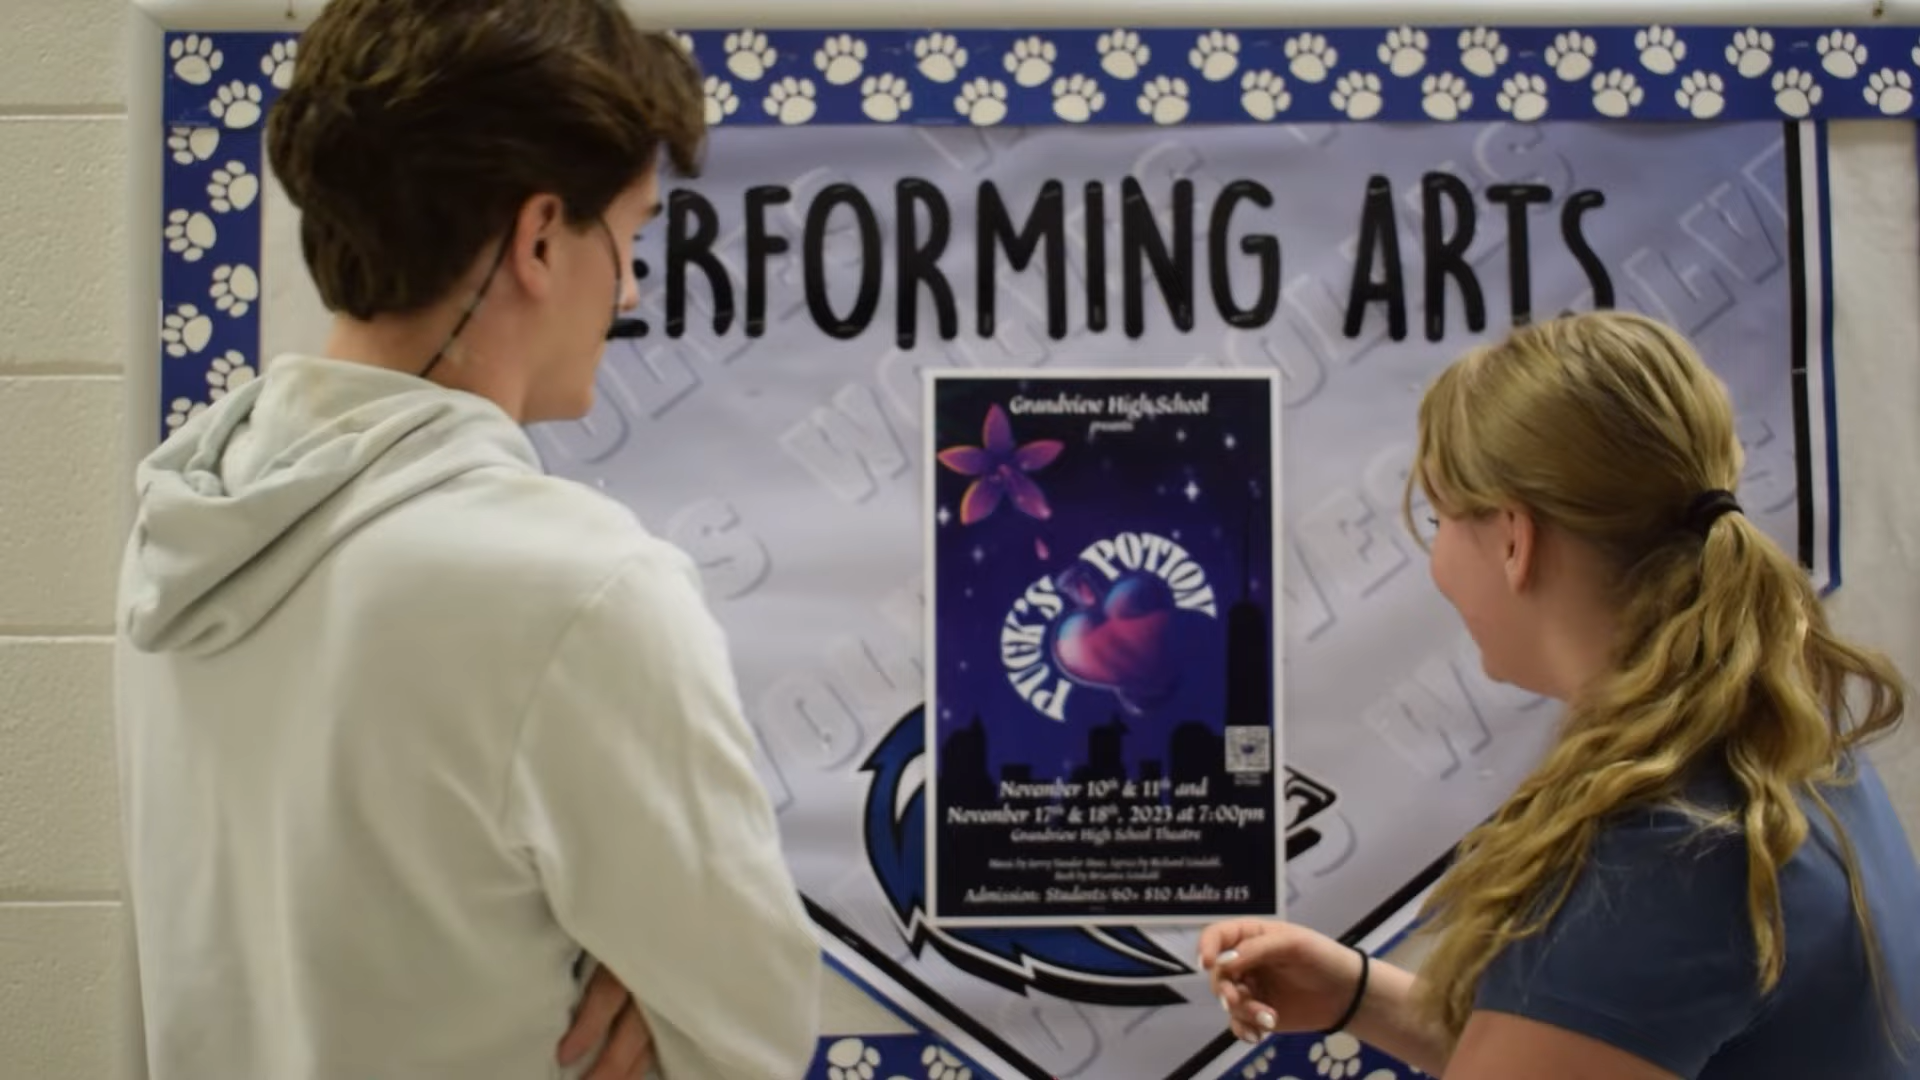 ERFORMING ARTS
Grandview High School
presents
PUCK'S POTION
November 10th & 11th and
November 17th & 18th, 2023 at 7:00pm
Grandview High School Theatre
Admission: Students/60+ $10 Adults $15